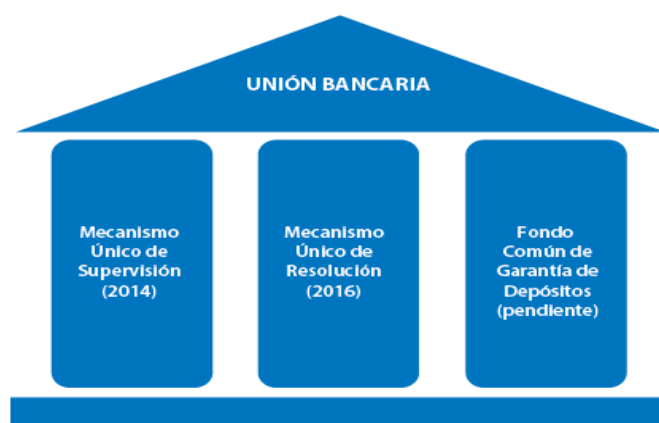 UNIÓN BANCARIA
Mecanismo
Único de
Supervisión
(2014)
Mecanismo
Único de
Resolución
(2016)
Fondo
Común de
Garantía de
Depósitos
(pendiente)